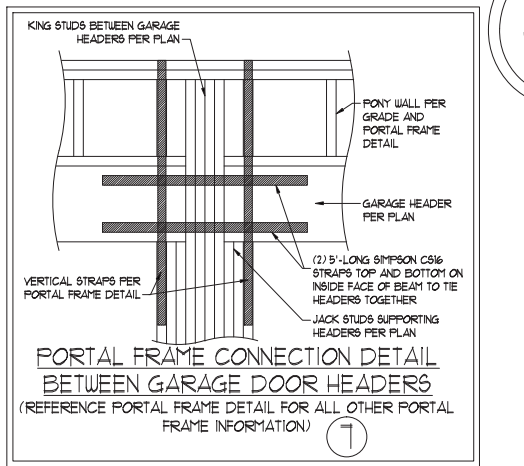 KING STUDS BETWEEN GARAGE
HEADERS PER PLAN
PONY WALL PER
GRADE AND
PORTAL FRAME
DETAIL
GARAGE HEADER
PER PLAN
(2) 5'-LONG SIMPSON CS16
STRAPS TOP AND BOTTOM ON
INSIDE FACE OF BEAM TO TIE
HEADERS TOGETHER
VERTICAL STRAPS PER
PORTAL FRAME DETAIL
JACK STUDS SUPPORTING
HEADERS PER PLAN
PORTAL FRAME CONNECTION DETAIL
BETWEEN GARAGE DOOR HEADERS
(REFERENCE PORTAL FRAME DETAIL FOR ALL OTHER PORTAL
FRAME INFORMATION)
7